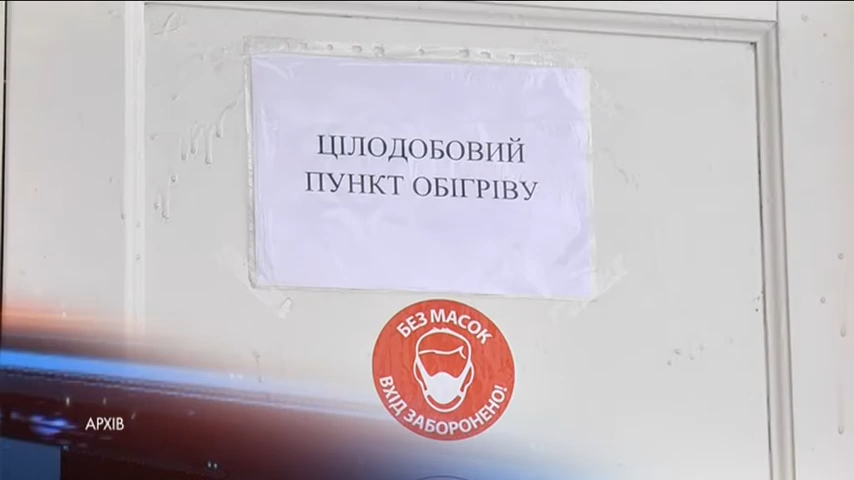 ЦІЛОДОБОВИЙ
ПУНКТ ОБІГРІВУ
БЕЗ МАСОК
ВХІД ЗАБОРОНЕНО!
АРХІВ